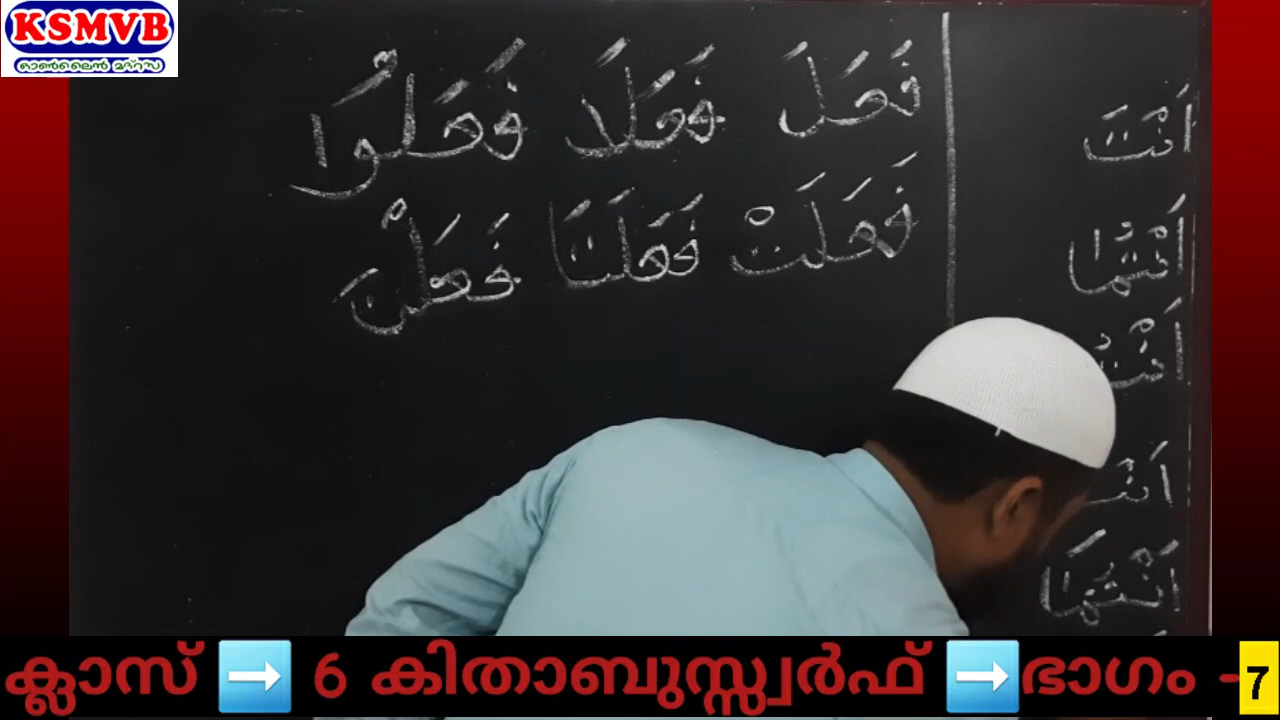 KSMVB
ഓൺലൈൻ മദ്റസ
فَعَلَ فَعَلَا فَعَلُوا
فَعَلَتْ فَعَلَتَا فَعَلْنَ
اَنْتَ
اَنْتُمَا
اَنْتُمَا
ക്ലാസ് ➡ 6 കിതാബുസ്സ്വർഫ് ➡ ഭാഗം - 7